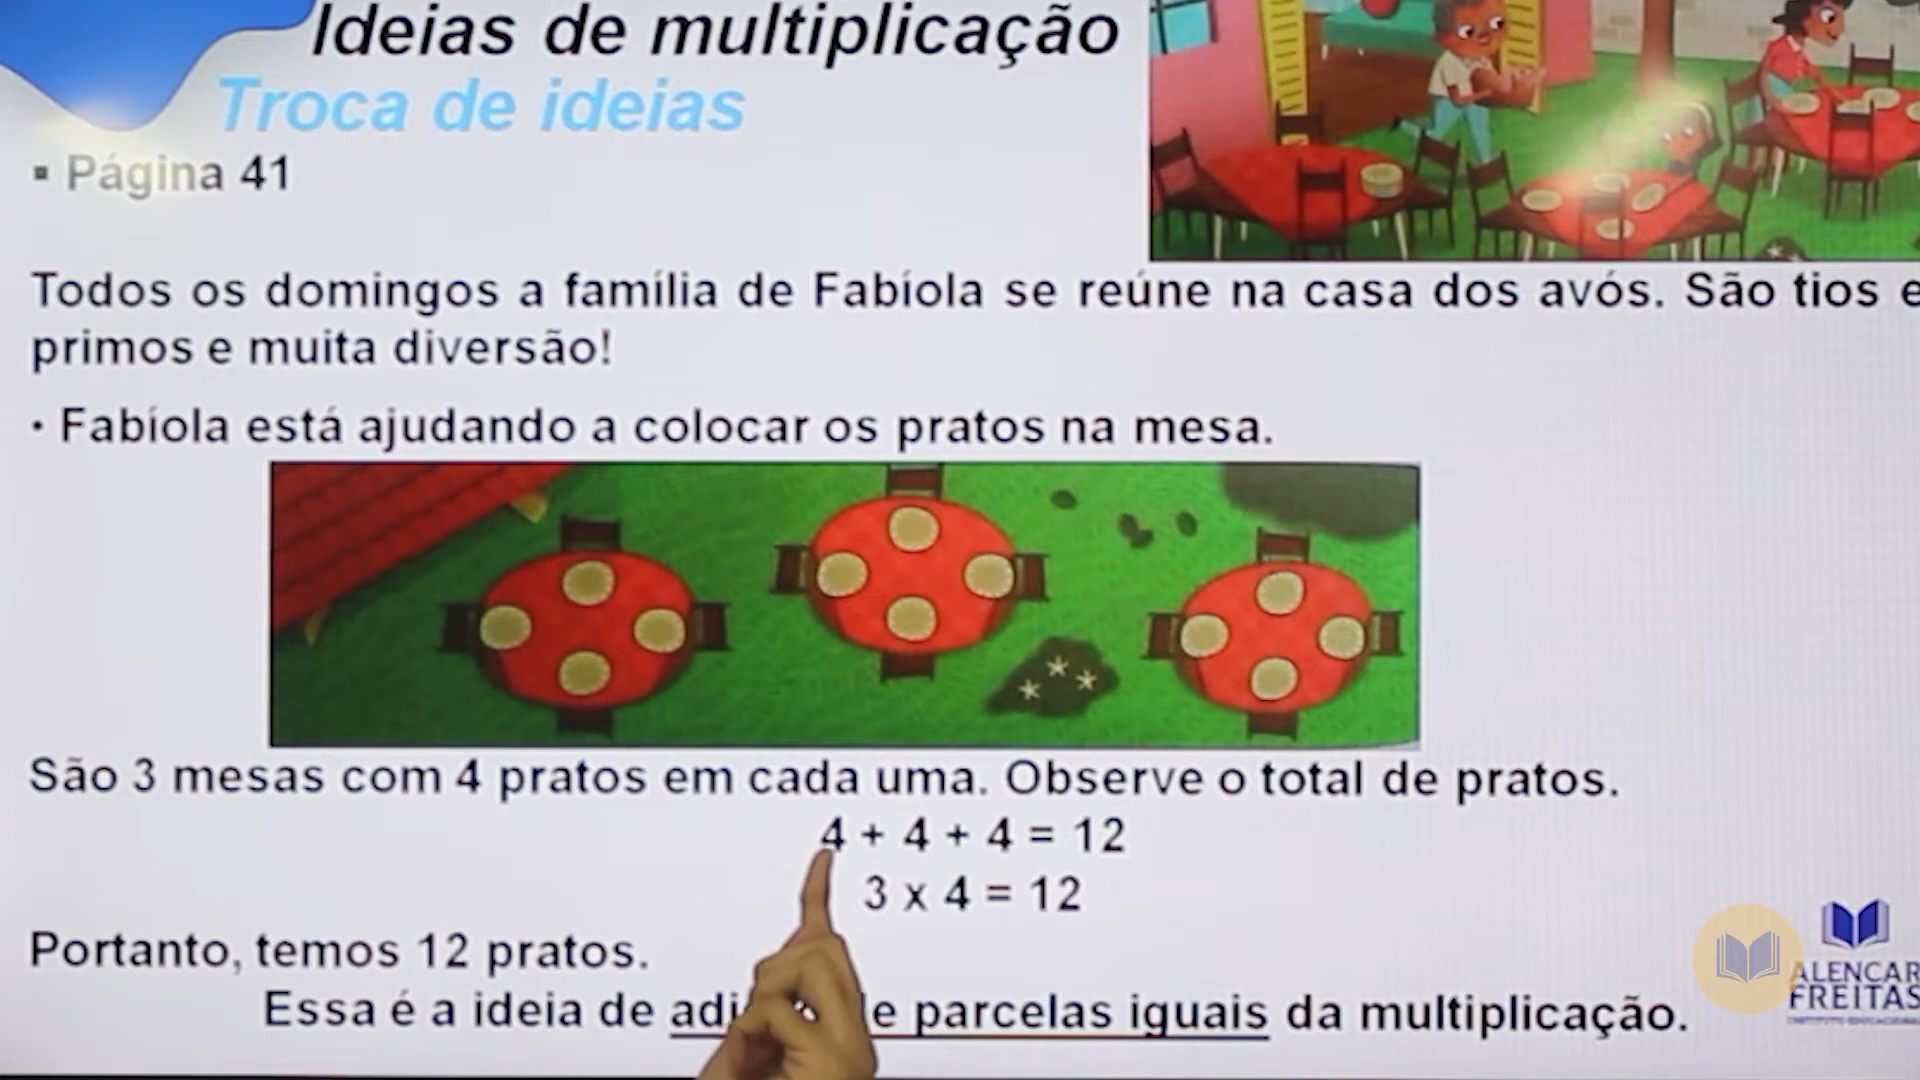 Ideias de multiplicação
Troca de ideias
▪ Página 41
Todos os domingos a família de Fabíola se reúne na casa dos avós. São tios e
primos e muita diversão!
• Fabíola está ajudando a colocar os pratos na mesa.
São 3 mesas com 4 pratos em cada uma. Observe o total de pratos.
4 + 4 + 4 = 12
3 x 4 = 12
Portanto, temos 12 pratos.
Essa é a ideia de parcelas iguais da multiplicação.
ALENCAR
FREITAS